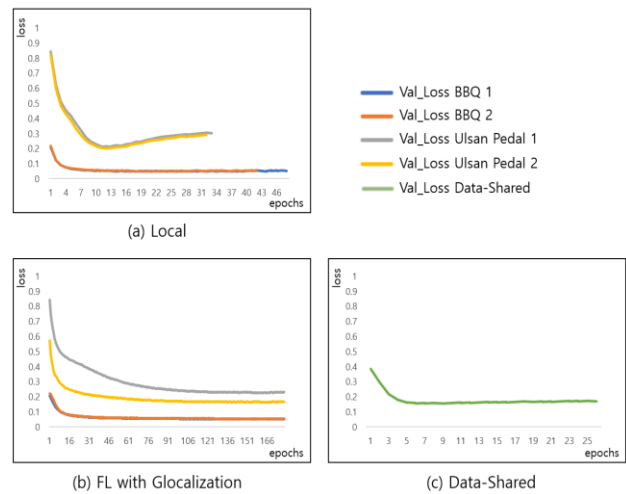 loss
1
0.9
0.8
0.7
0.6
0.5
0.4
0.3
0.2
0.1
0
1 4 7 10 13 16 19 22 25 28 31 34 37 40 43 46
epochs
(a) Local
Val_Loss BBQ 1
Val_Loss BBQ 2
Val_Loss Ulsan Pedal 1
Val_Loss Ulsan Pedal 2
Val_Loss Data-Shared
loss
1
0.9
0.8
0.7
0.6
0.5
0.4
0.3
0.2
0.1
0
1 16 31 46 61 76 91 106 121 136 151 166
epochs
(b) FL with Glocalization
loss
1
0.9
0.8
0.7
0.6
0.5
0.4
0.3
0.2
0.1
0
1 3 5 7 9 11 13 15 17 19 21 23 25
epochs
(c) Data-Shared